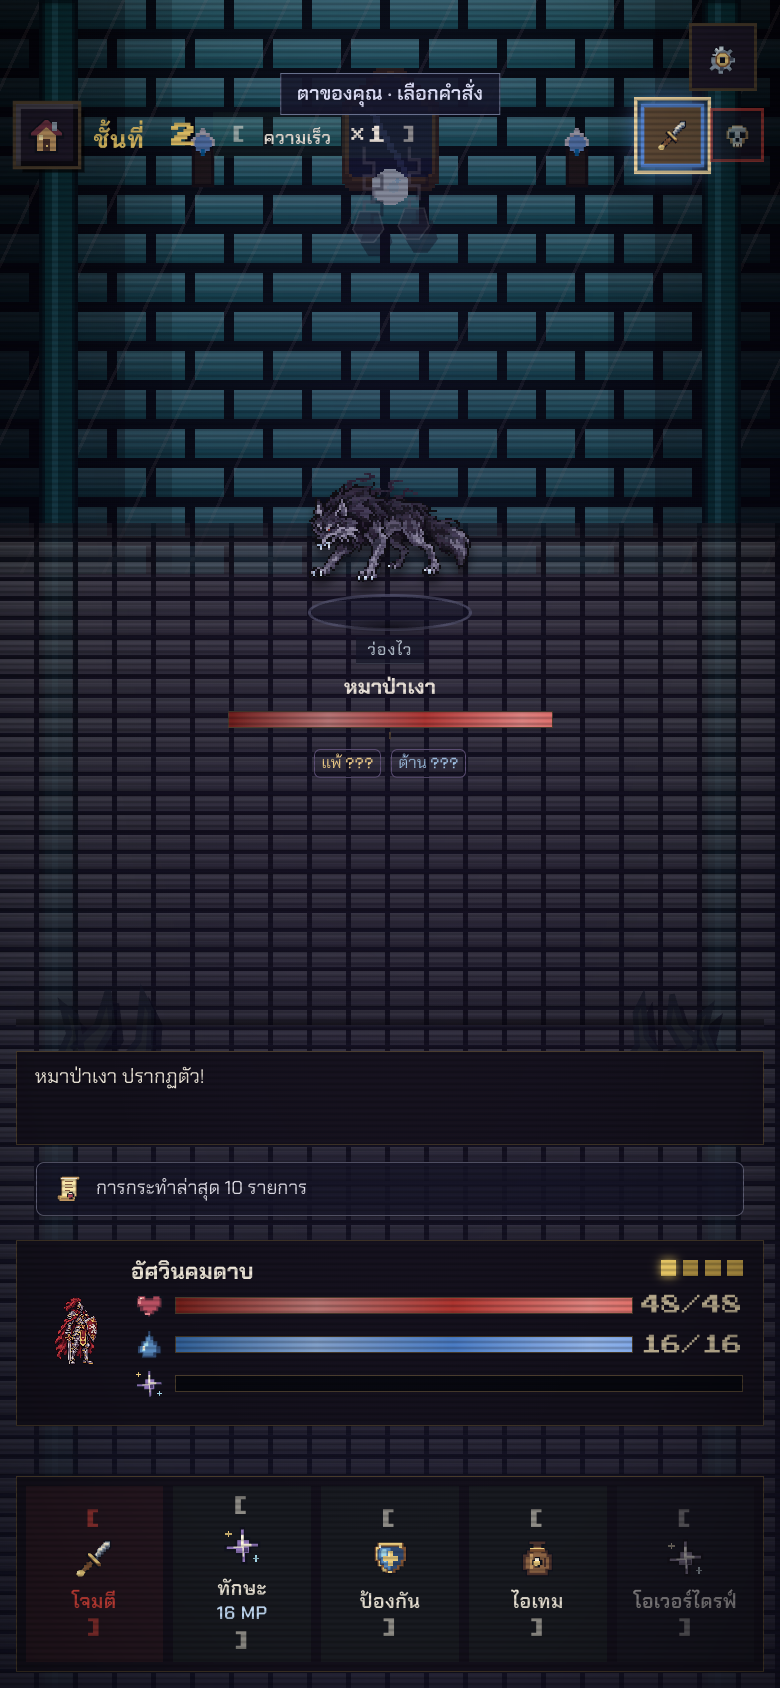 ตาของคุณ · เลือกคำสั่ง
ชั้นที่ 2 [ ความเร็ว ×1 ]
ว่องไว
หมาป่าเงา
แพ้ ??? ต้าน ???
หมาป่าเงา ปรากฏตัว!
การกระทำล่าสุด 10 รายการ
อัศวินคมดาบ
48/48
16/16
[ โจมตี ]
[ ทักษะ 16 MP ]
[ ป้องกัน ]
[ ไอเทม ]
[ โอเวอร์ไดรฟ์ ]